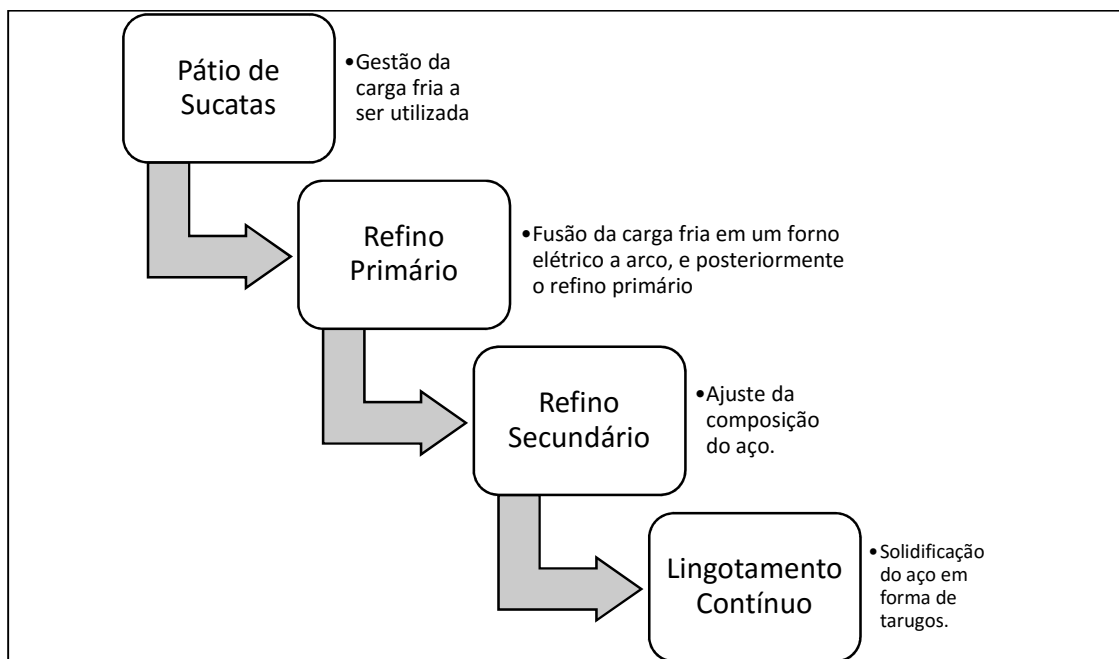 Pátio de
Sucatas
•Gestão da
carga fria a
ser utilizada
Refino
Primário
•Fusão da carga fria em um forno
elétrico a arco, e posteriormente
o refino primário
Refino
Secundário
•Ajuste da
composição
do aço.
Lingotamento
Contínuo
•Solidificação
do aço em
forma de
tarugos.